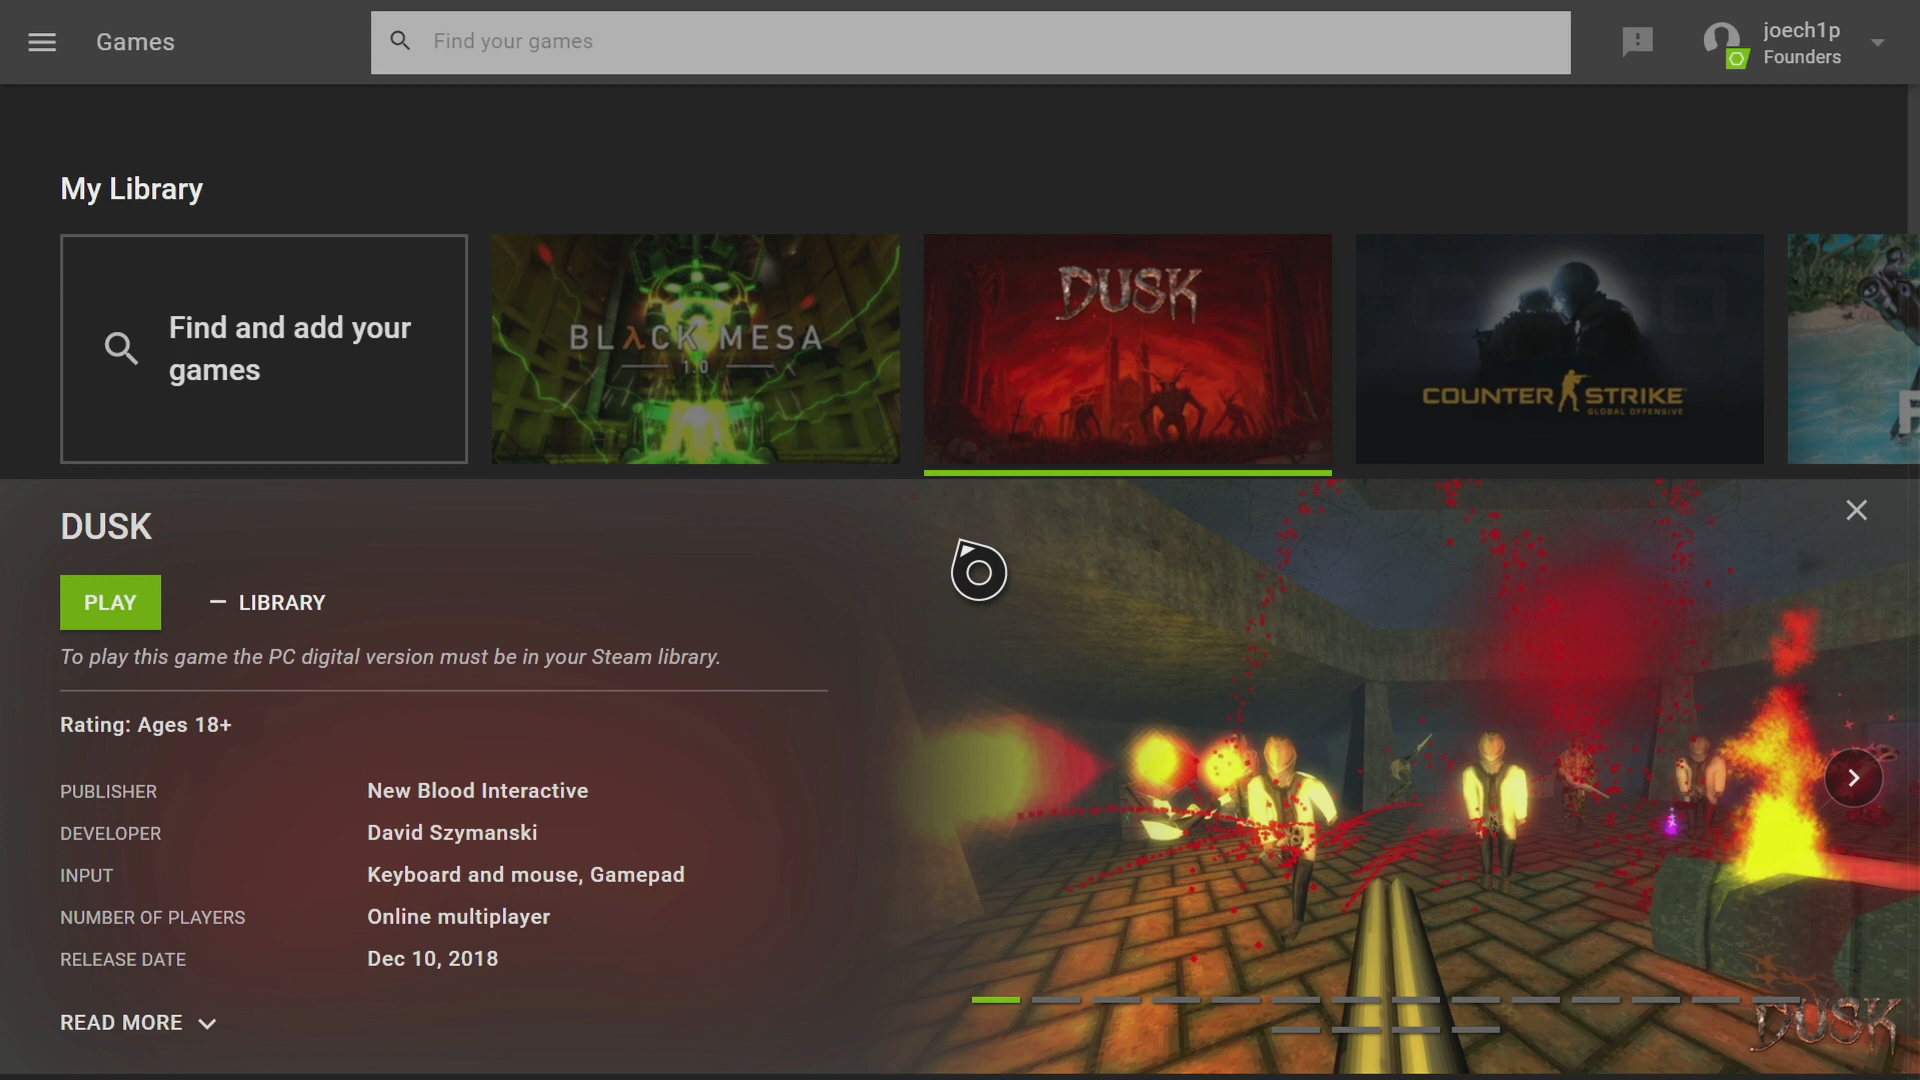 Games
Find your games
joech1p
Founders
My Library
Find and add your
games
BLACK MESA
1.0
DUSK
COUNTER STRIKE
GLOBAL OFFENSIVE
F
DUSK
PLAY
LIBRARY
To play this game the PC digital version must be in your Steam library.
Rating: Ages 18+
PUBLISHER New Blood Interactive
DEVELOPER David Szymanski
INPUT Keyboard and mouse, Gamepad
NUMBER OF PLAYERS Online multiplayer
RELEASE DATE Dec 10, 2018
READ MORE
DUSK